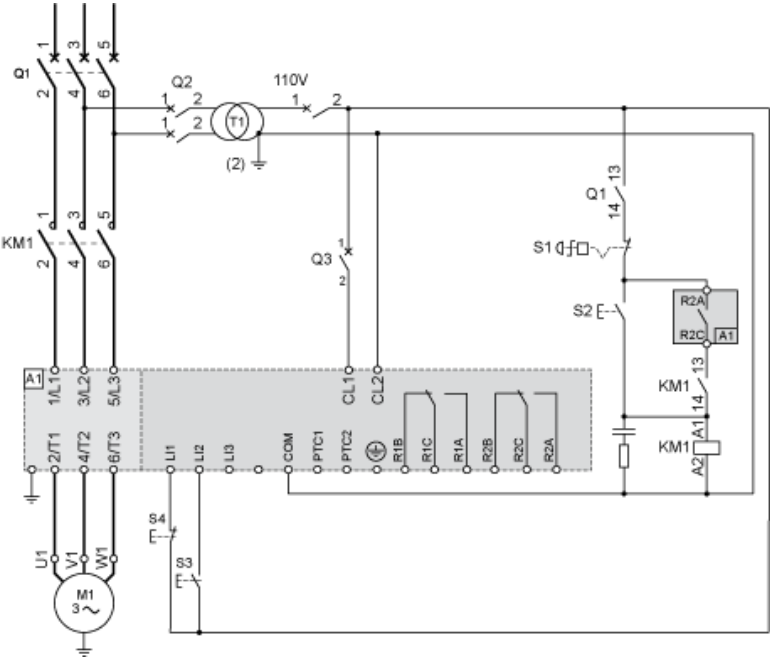 1 3 5
Q1
2 4 6
Q2
1 2
1 2
T1
(2)
110V
1 2
Q1
13
14
S1
S2
R2A
R2C A1
KM1
1 3 5
2 4 6
Q3
1
2
KM1
13
14
KM1
A1
A2
A1
1/L1 3/L2 5/L3
CL1 CL2
2/T1 4/T2 6/T3
LI1 LI2 LI3 COM PTC1 PTC2 R1B R1C R1A R2B R2C R2A
S4
S3
U1 V1 W1
M1
3